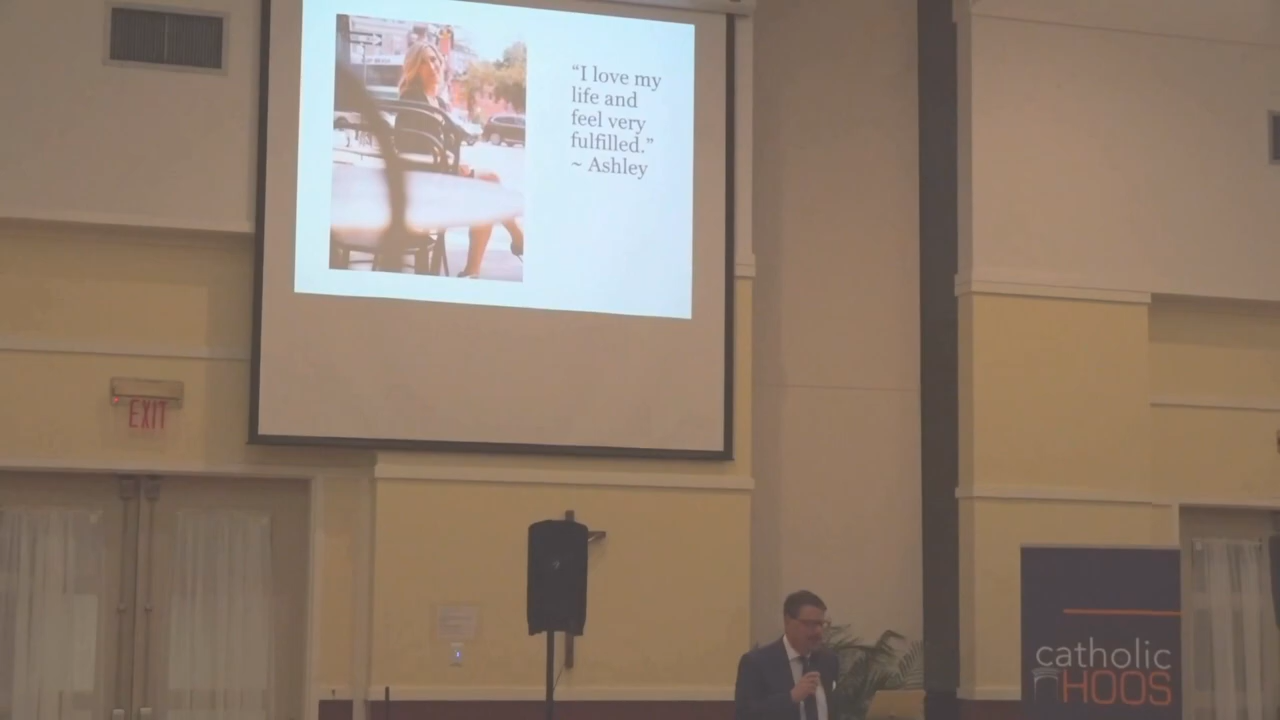 “I love my
life and
feel very
fulfilled.”
~ Ashley
EXIT
catholic
HOOS